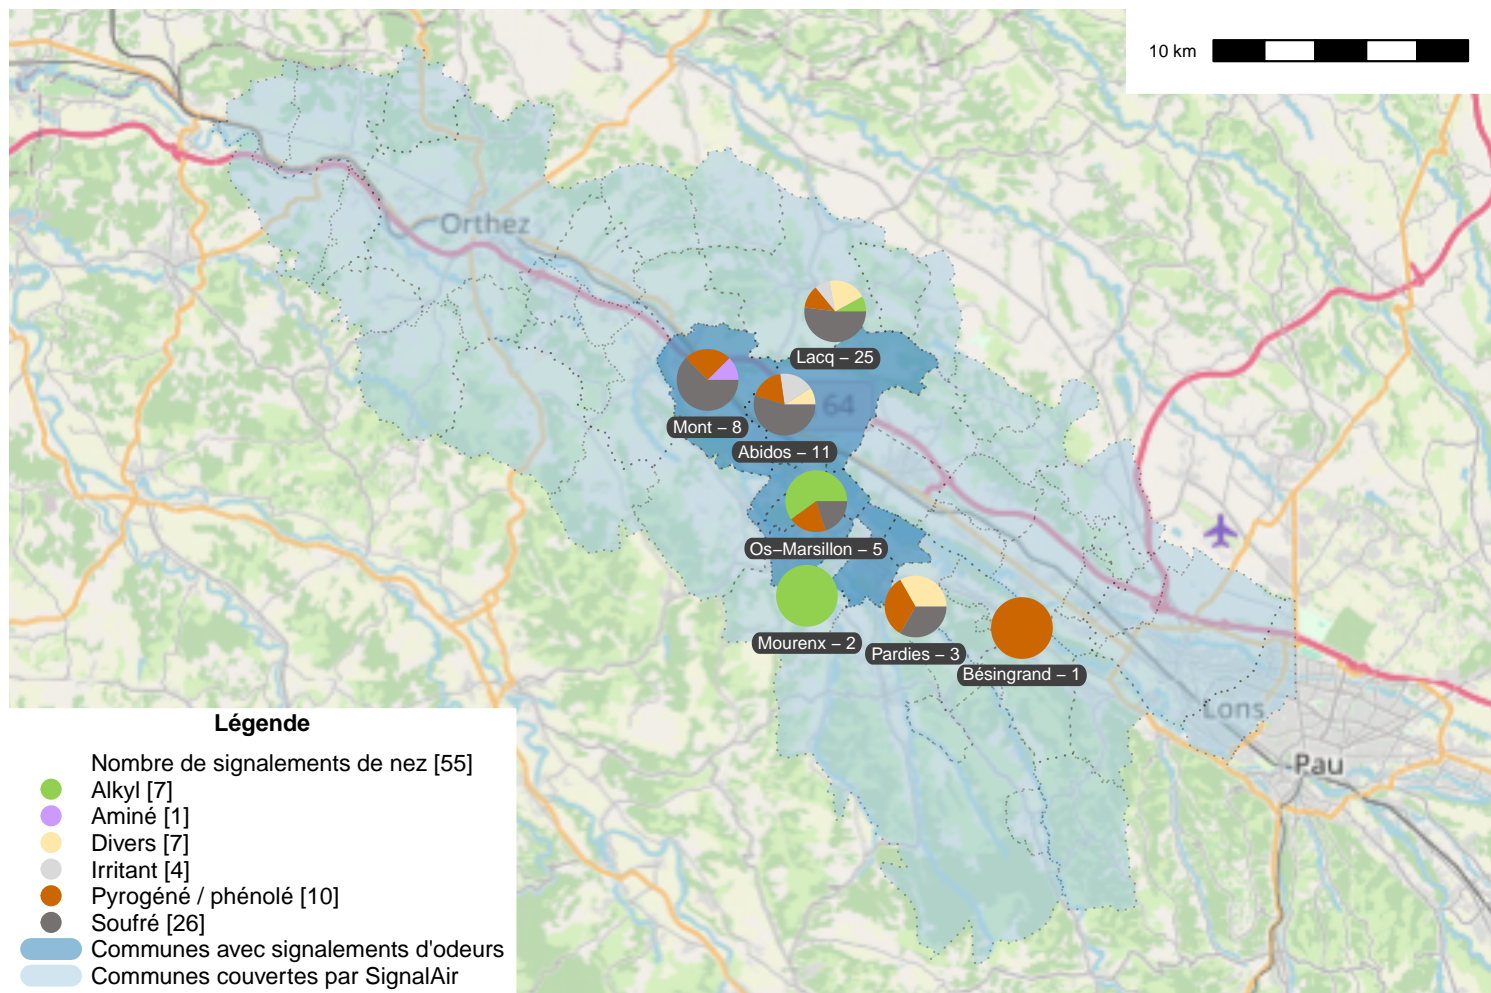 10 km
Orthez
Lacq – 25
64
Mont – 8
Abidos – 11
Os–Marsillon – 5
Mourenx – 2
Pardies – 3
Bésingrand – 1
Lons
Pau
Légende
Nombre de signalements de nez [55]
Alkyl [7]
Aminé [1]
Divers [7]
Irritant [4]
Pyrogéné / phénolé [10]
Soufré [26]
Communes avec signalements d'odeurs
Communes couvertes par SignalAir